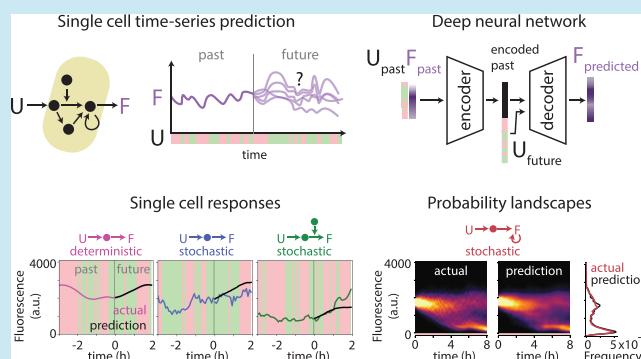 Single cell time-series prediction
U
F
past
future
?
F
U
time
Deep neural network
U
past
F
past
encoder
encoded
past
U
future
decoder
F
predicted
Single cell responses
U F
deterministic
U F
stochastic
U F
stochastic
4000
Fluorescence
(a.u.)
0
past
future
actual
prediction
-2 0 2
time (h)
-2 0 2
time (h)
-2 0 2
time (h)
Probability landscapes
U F
stochastic
4000
Fluorescence
(a.u.)
0
actual
prediction
0 4 8
time (h)
0 4 8
time (h)
actual
predictio
5x10
Frequency